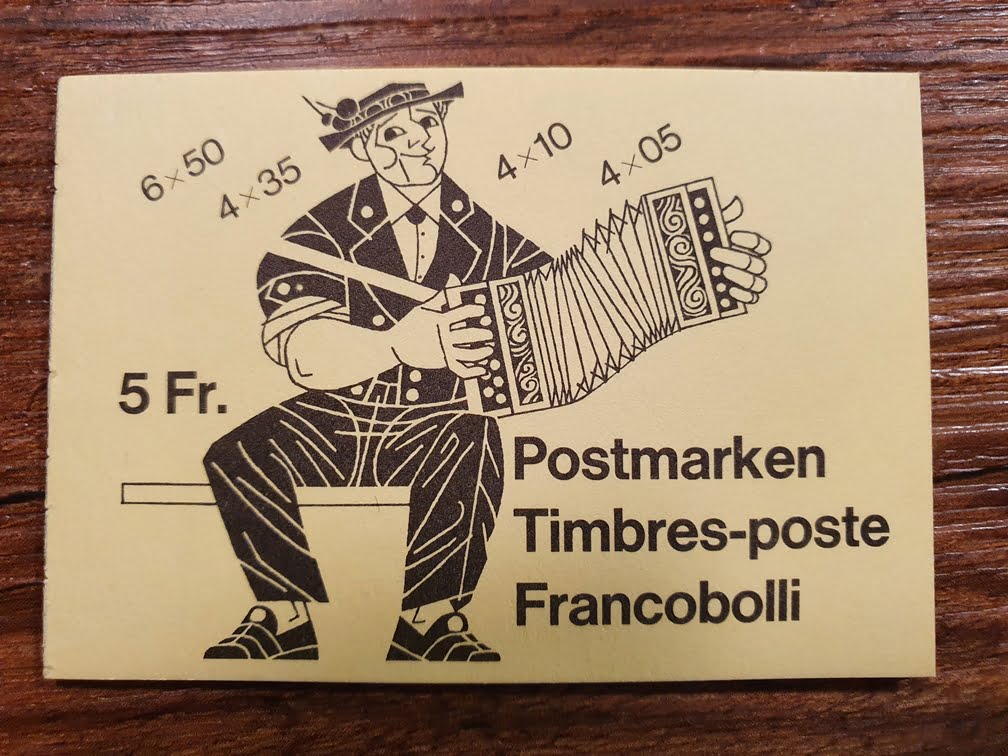 6×50
4×35
4×10
4×05
5 Fr.
Postmarken
Timbres-poste
Francobolli